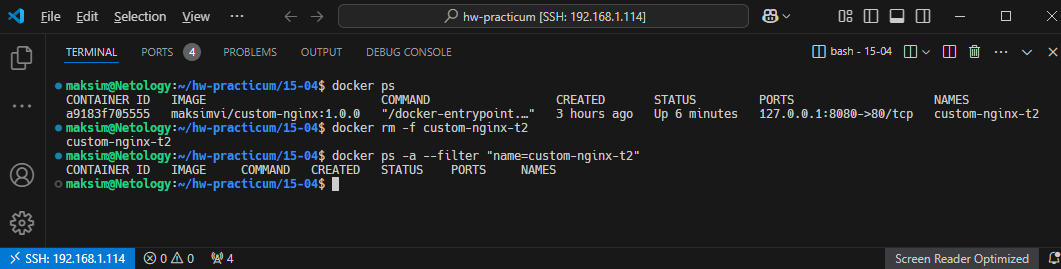 File Edit Selection ··· hw-practicum [SSH: 192.168.1.114]
TERMINAL PORTS 4 PROBLEMS OUTPUT DEBUG CONSOLE bash - 15-04
maksim@Netology:~/hw-practicum/15-04$ docker ps
CONTAINER ID IMAGE COMMAND CREATED STATUS PORTS NAMES
a9183f705555 maksimvi/custom-nginx:1.0.0 "/docker-entrypoint.…" 3 hours ago Up 6 minutes 127.0.0.1:8080->80/tcp custom-nginx-t2
maksim@Netology:~/hw-practicum/15-04$ docker rm -f custom-nginx-t2
custom-nginx-t2
maksim@Netology:~/hw-practicum/15-04$ docker ps -a --filter "name=custom-nginx-t2"
CONTAINER ID IMAGE COMMAND CREATED STATUS PORTS NAMES
maksim@Netology:~/hw-practicum/15-04$
SSH: 192.168.1.114 0 0 4 Screen Reader Optimized